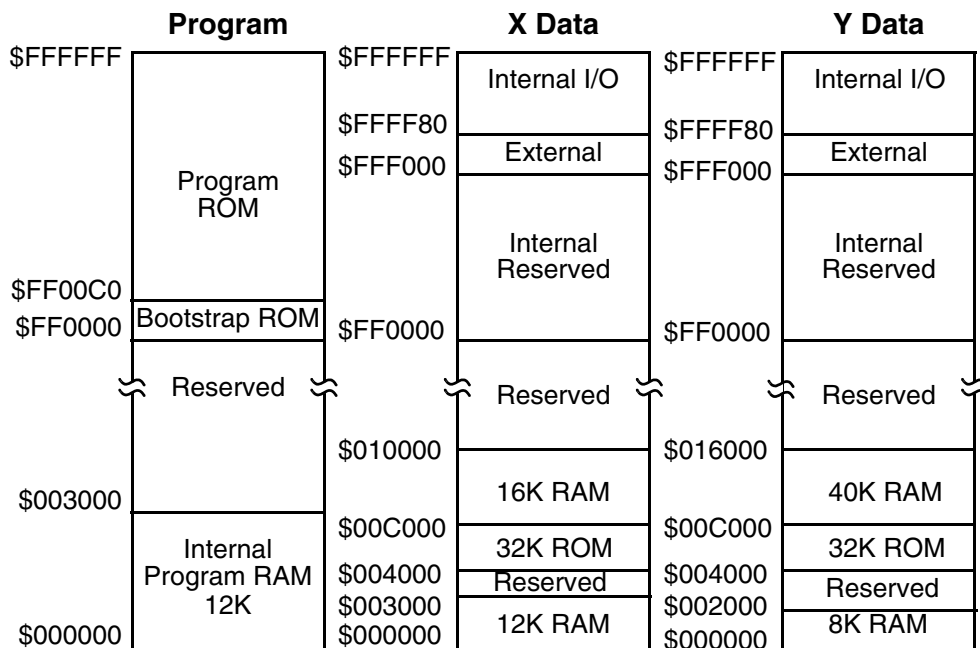 Program
X Data
Y Data
$FFFFFF
$FFFFFF
$FFFFFF
Internal I/O
Internal I/O
$FFFF80
$FFFF80
External
External
$FFF000
$FFF000
Program
ROM
Internal
Reserved
Internal
Reserved
$FF00C0
Bootstrap ROM
$FF0000
$FF0000
$FF0000
Reserved
Reserved
Reserved
$010000
$016000
$003000
16K RAM
40K RAM
$00C000
$00C000
Internal
Program RAM
12K
32K ROM
32K ROM
$004000
$004000
Reserved
Reserved
$003000
$002000
12K RAM
8K RAM
$000000
$000000
$000000